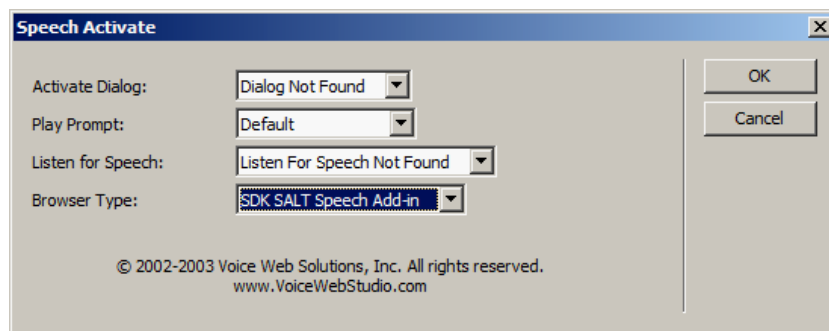 Speech Activate
Activate Dialog: Dialog Not Found OK
Play Prompt: Default Cancel
Listen for Speech: Listen For Speech Not Found
Browser Type: SDK SALT Speech Add-in
© 2002-2003 Voice Web Solutions, Inc. All rights reserved.
www.VoiceWebStudio.com